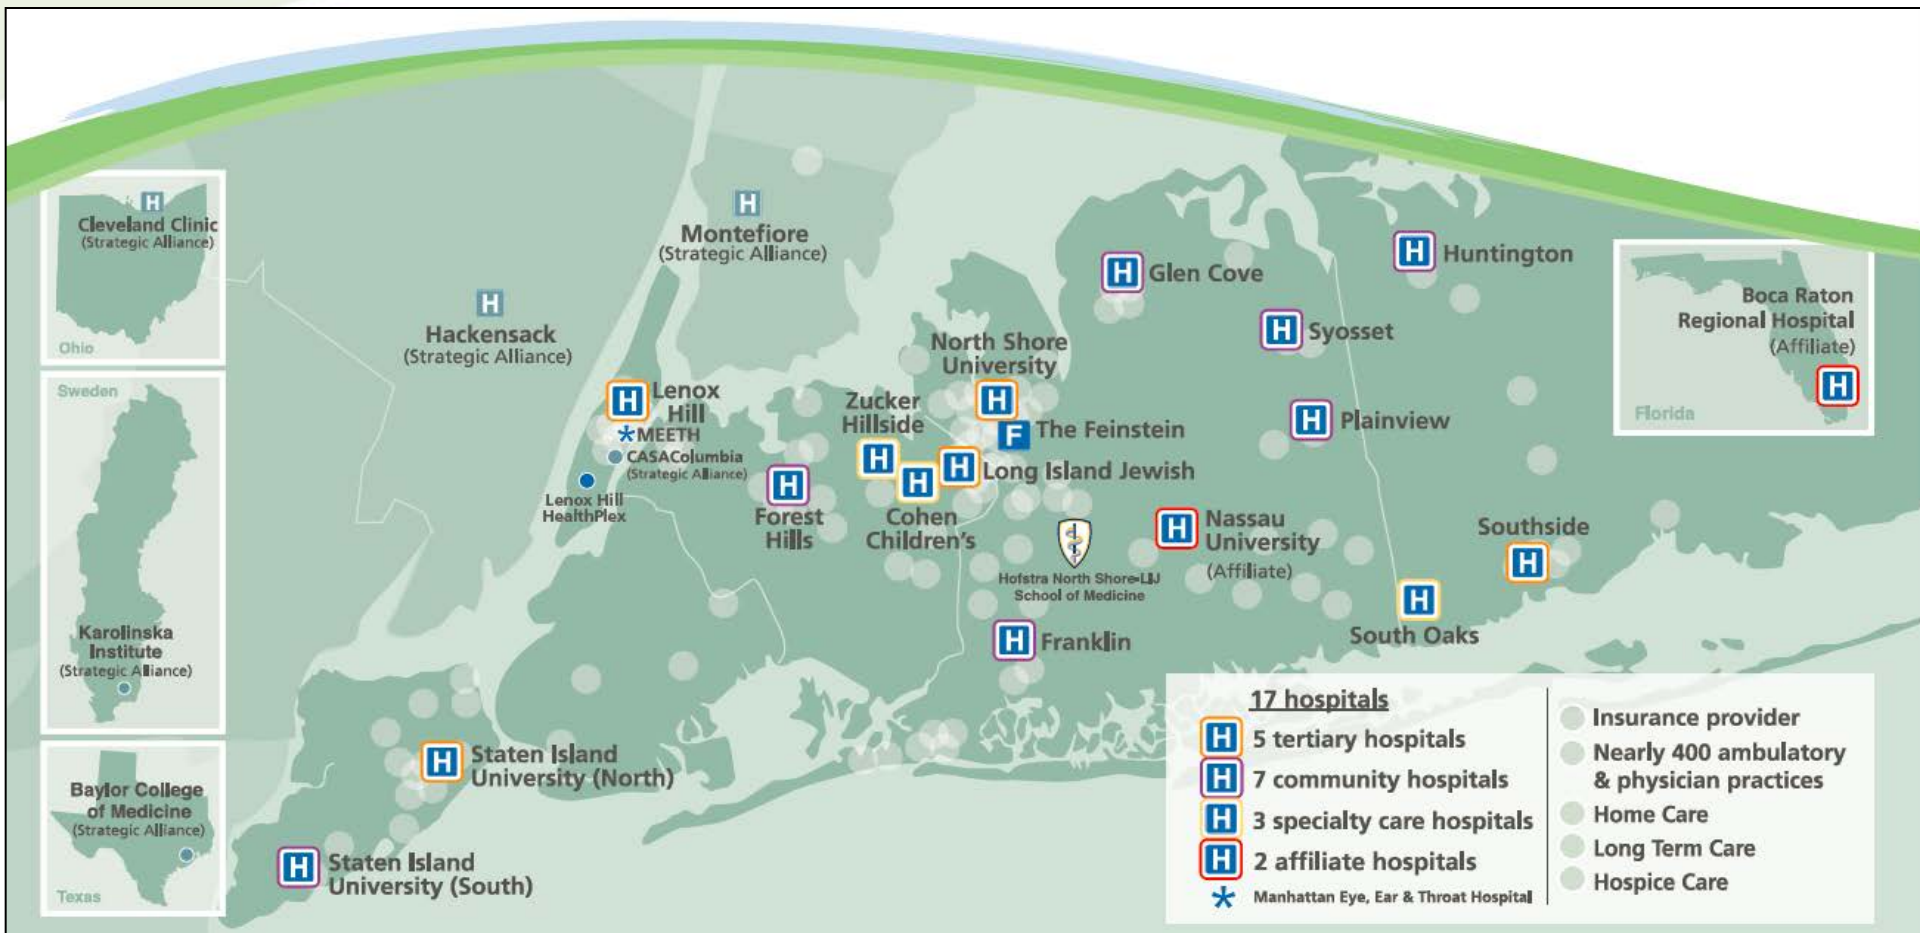 H
Cleveland Clinic
(Strategic Alliance)
Ohio
Sweden
Karolinska
Institute
(Strategic Alliance)
Baylor College
of Medicine
(Strategic Alliance)
Texas
H
Hackensack
(Strategic Alliance)
H
Montefiore
(Strategic Alliance)
H
Lenox
Hill
*MEETH
CASAColumbia
(Strategic Alliance)
Lenox Hill
HealthPlex
H
Forest
Hills
Zucker
Hillside
H
H
Cohen
Children's
North Shore
University
H
F The Feinstein
H Long Island Jewish
H Glen Cove
H Huntington
H Syosset
H Plainview
H Nassau
University
(Affiliate)
Hofstra North Shore-LIJ
School of Medicine
H Franklin
Southside
H
H
South Oaks
H Staten Island
University (North)
H Staten Island
University (South)
Boca Raton
Regional Hospital
(Affiliate)
H
Florida
17 hospitals
H 5 tertiary hospitals
H 7 community hospitals
H 3 specialty care hospitals
H 2 affiliate hospitals
* Manhattan Eye, Ear & Throat Hospital
Insurance provider
Nearly 400 ambulatory
& physician practices
Home Care
Long Term Care
Hospice Care